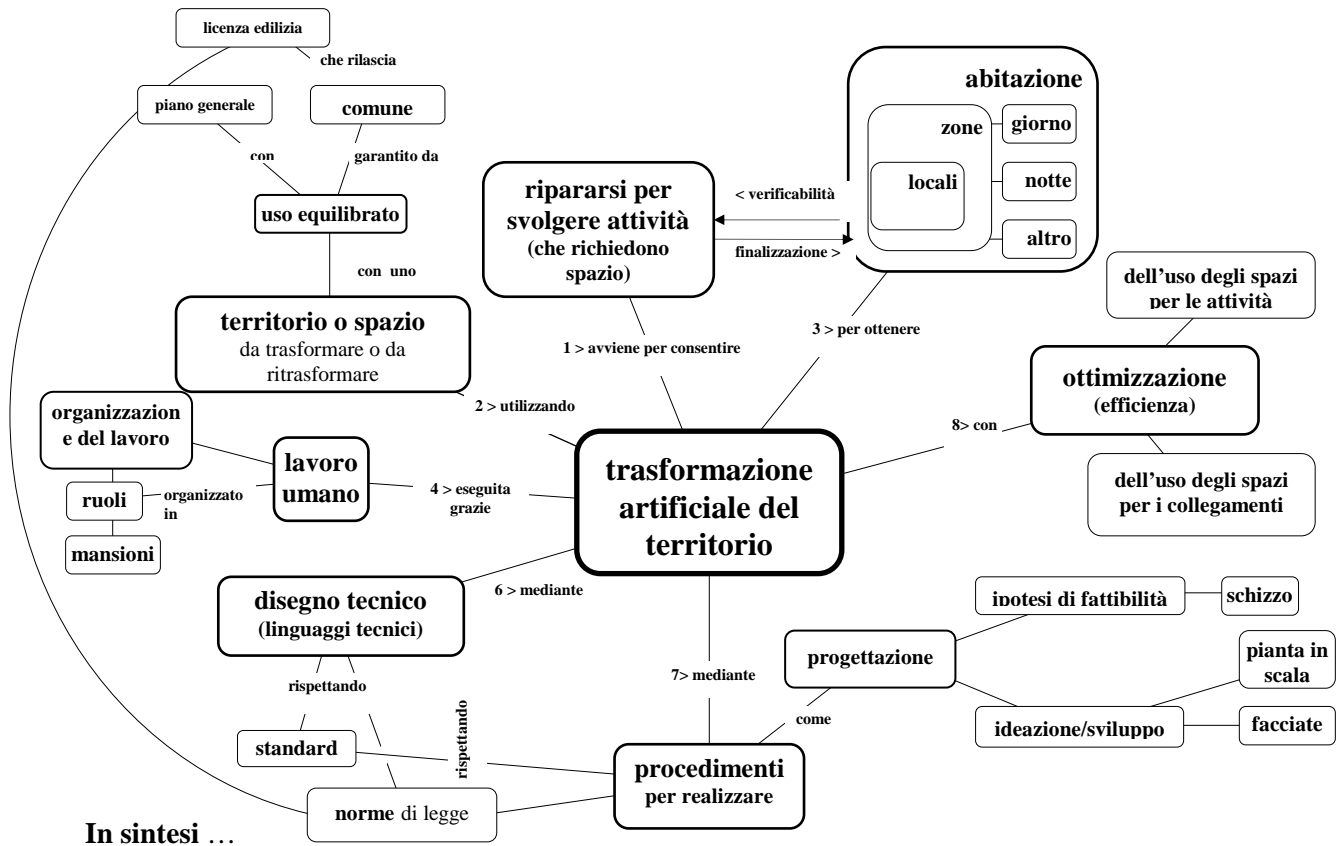 licenza edilizia
che rilascia
piano generale
comune
con
garantito da
uso equilibrato
con uno
territorio o spazio
da trasformare o da
ritrasformare
abitazione
zone
giorno
locali
notte
altro
ripararsi per
svolgere attività
(che richiedono
spazio)
< verificabilità
finalizzazione >
1 > avviene per consentire
3 > per ottenere
dell'uso degli spazi
per le attività
ottimizzazione
(efficienza)
8> con
dell'uso degli spazi
per i collegamenti
2 > utilizzando
organizzazion
e del lavoro
lavoro
umano
ruoli
organizzato
in
mansioni
4 > eseguita
grazie
trasformazione
artificiale del
territorio
disegno tecnico
(linguaggi tecnici)
6 > mediante
rispettando
standard
rispettando
norme di legge
7> mediante
procedimenti
per realizzare
come
progettazione
ipotesi di fattibilità
schizzo
pianta in
scala
ideazione/sviluppo
facciate
In sintesi …